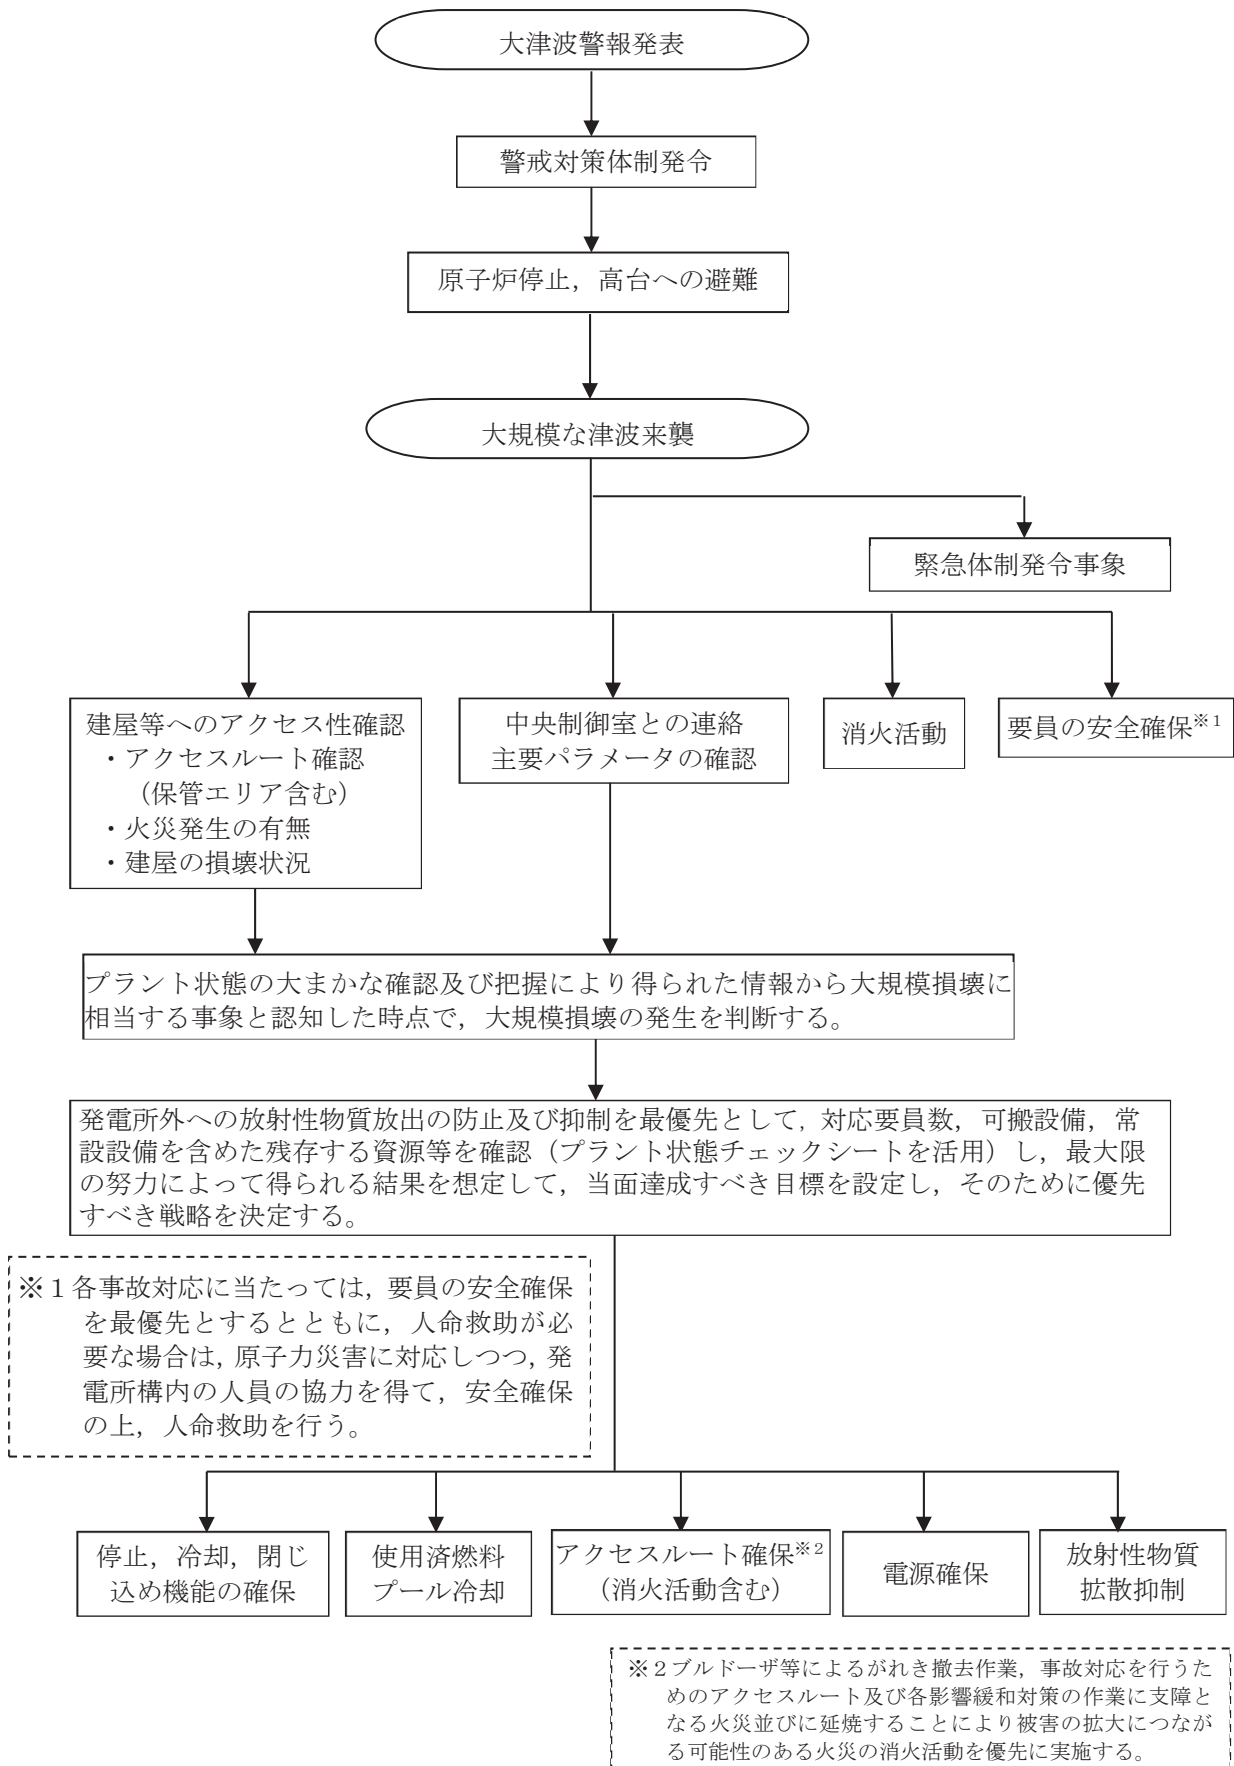 大津波警報発表
警戒対策体制発令
原子炉停止，高台への避難
大規模な津波来襲
緊急体制発令事象
建屋等へのアクセス性確認
・アクセスルート確認
（保管エリア含む）
・火災発生の有無
・建屋の損壊状況
中央制御室との連絡
主要パラメータの確認
消火活動
要員の安全確保※1
プラント状態の大まかな確認及び把握により得られた情報から大規模損壊に
相当する事象と認知した時点で，大規模損壊の発生を判断する。
発電所外への放射性物質放出の防止及び抑制を最優先として，対応要員数，可搬設備，常
設設備を含めた残存する資源等を確認（プラント状態チェックシートを活用）し，最大限
の努力によって得られる結果を想定して，当面達成すべき目標を設定し，そのために優先
すべき戦略を決定する。
※１各事故対応に当たっては，要員の安全確保
を最優先とするとともに，人命救助が必
要な場合は，原子力災害に対応しつつ，発
電所構内の人員の協力を得て，安全確保
の上，人命救助を行う。
停止，冷却，閉じ
込め機能の確保
使用済燃料
プール冷却
アクセスルート確保※2
（消火活動含む）
電源確保
放射性物質
拡散抑制
※２ブルドーザ等によるがれき撤去作業，事故対応を行うた
めのアクセスルート及び各影響緩和対策の作業に支障と
なる火災並びに延焼することにより被害の拡大につなが
る可能性のある火災の消火活動を優先に実施する。